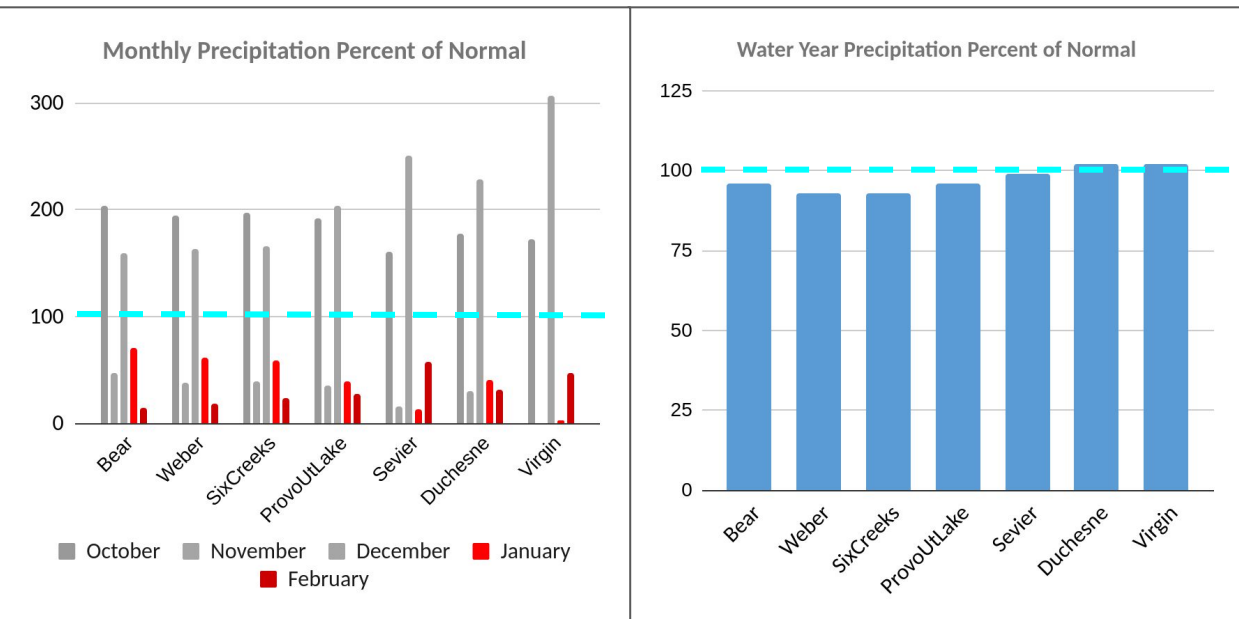 Monthly Precipitation Percent of Normal
300
200
100
0
Bear
Weber
SixCreeks
ProvoUtLake
Sevier
Duchesne
Virgin
October
November
December
January
February
Water Year Precipitation Percent of Normal
125
100
75
50
25
0
Bear
Weber
SixCreeks
ProvoUtLake
Sevier
Duchesne
Virgin